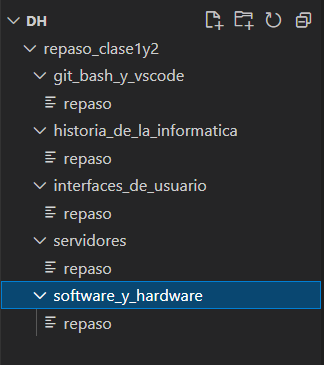 DH
repaso_clase1y2
git_bash_y_vscode
repaso
historia_de_la_informatica
repaso
interfaces_de_usuario
repaso
servidores
repaso
software_y_hardware
repaso